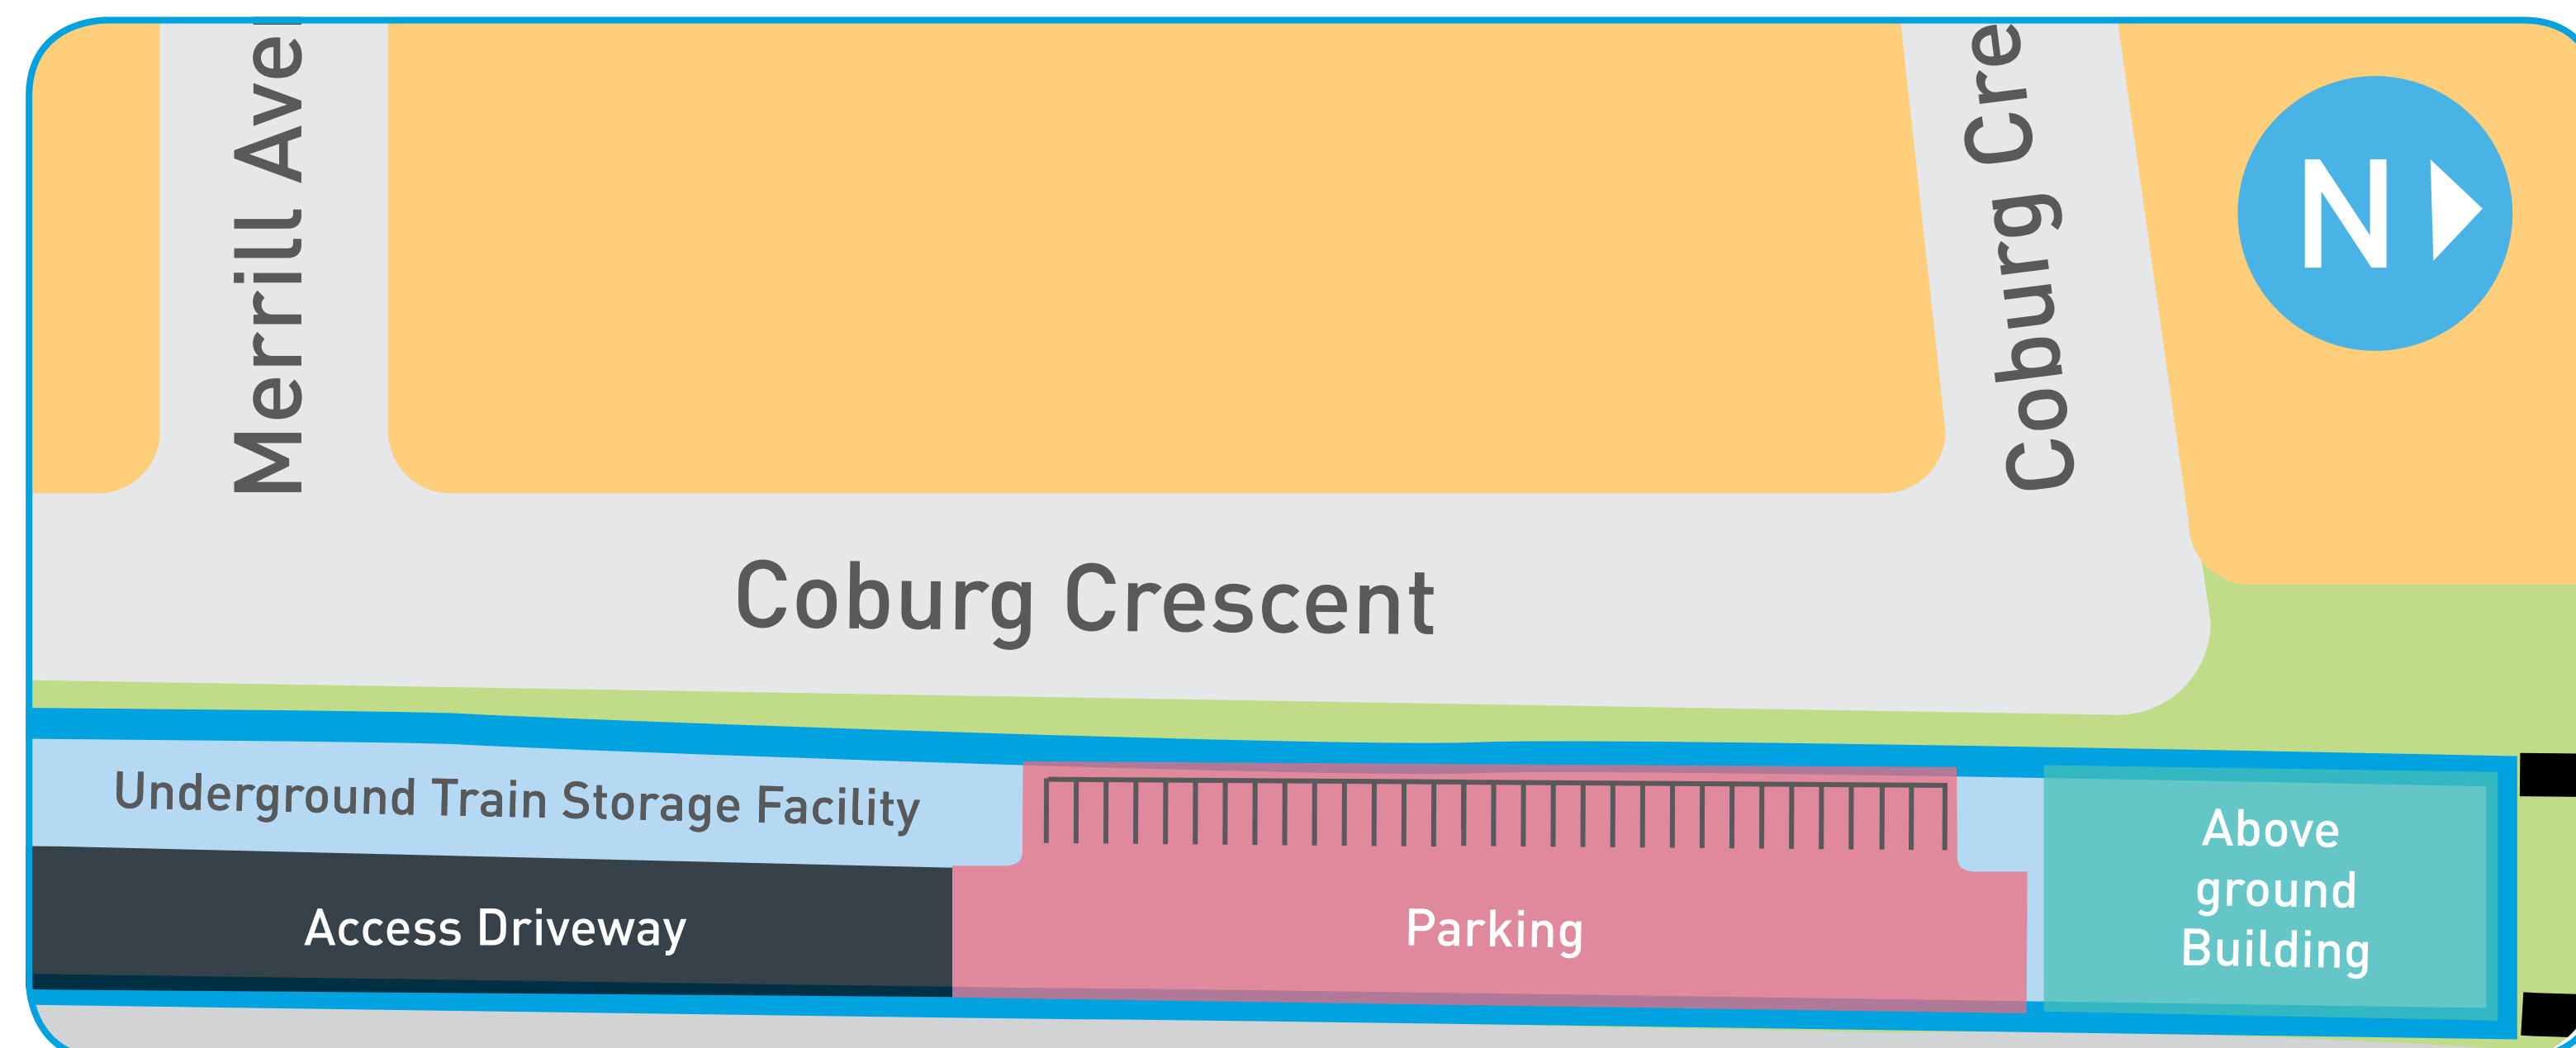 Merrill Ave
Coburg Cre
N
Coburg Crescent
Underground Train Storage Facility
Above
ground
Building
Access Driveway
Parking